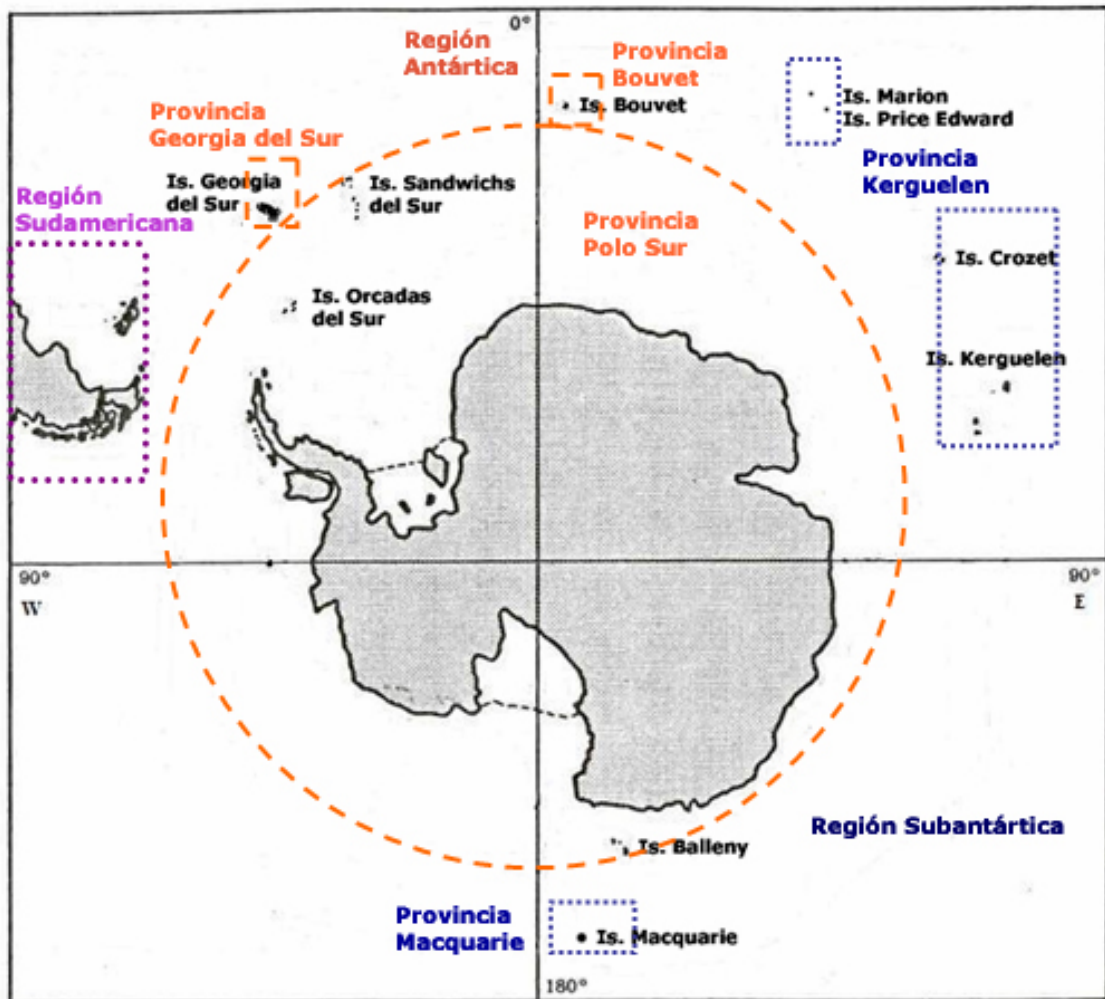 0°
Región
Antártica
Provincia
Bouvet
Is. Bouvet
Is. Marion
Is. Price Edward
Provincia
Georgia del Sur
Provincia
Kerguelen
Región
Sudamericana
Is. Georgia
del Sur
Is. Sandwichs
del Sur
Provincia
Polo Sur
Is. Crozet
Is. Orcadas
del Sur
Is. Kerguelen
90°
W
90°
E
Región Subantártica
Is. Balleny
Provincia
Macquarie
Is. Macquarie
180°